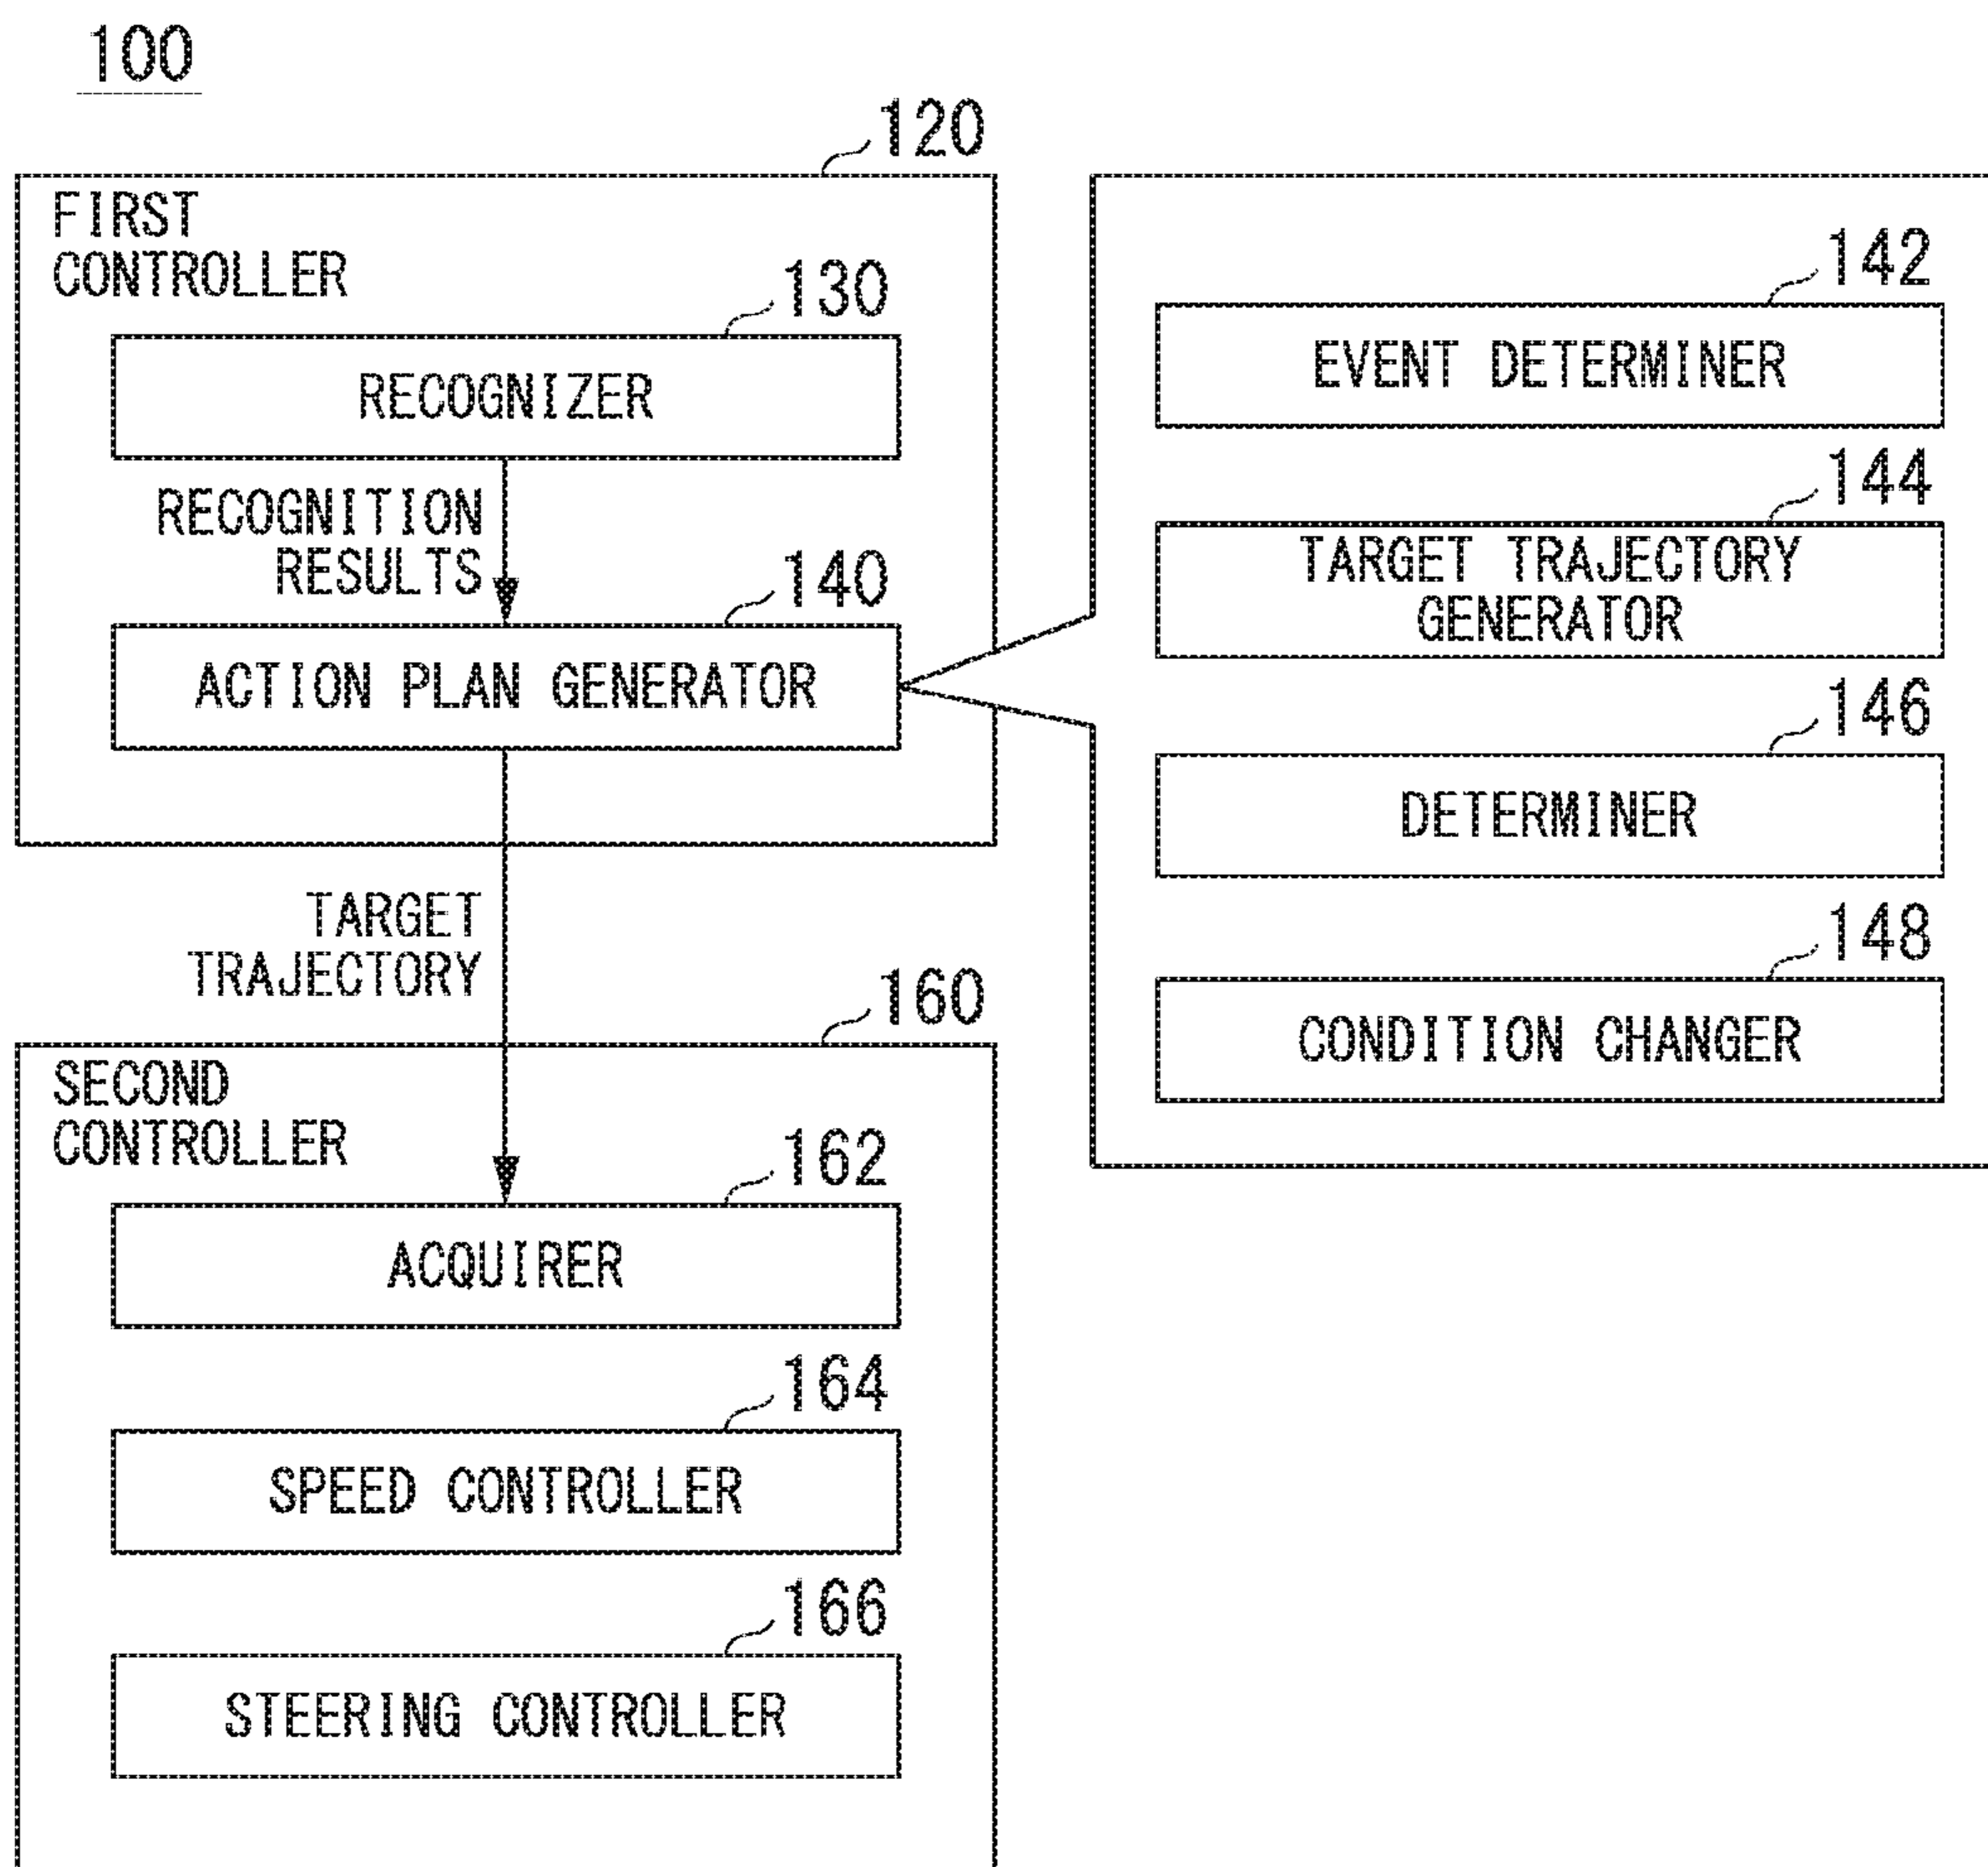 100
120
FIRST
CONTROLLER
130
RECOGNIZER
RECOGNITION
RESULTS
140
ACTION PLAN GENERATOR
142
EVENT DETERMINER
144
TARGET TRAJECTORY
GENERATOR
146
DETERMINER
148
CONDITION CHANGER
TARGET
TRAJECTORY
160
SECOND
CONTROLLER
162
ACQUIRER
164
SPEED CONTROLLER
166
STEERING CONTROLLER